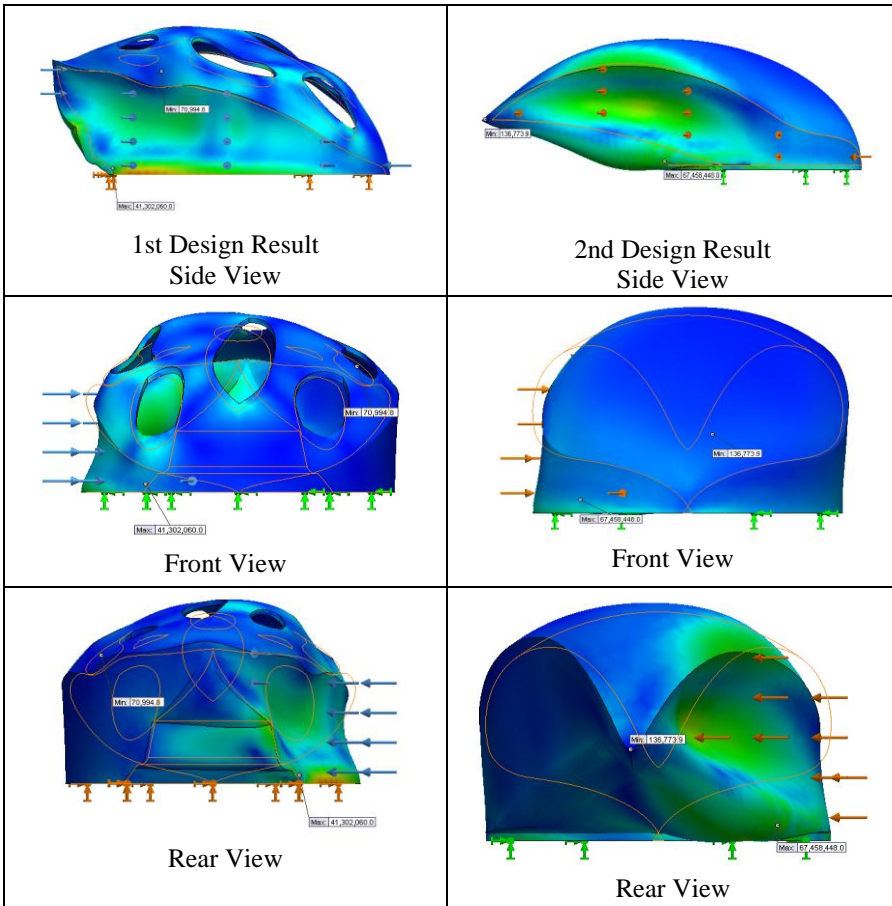 Min: 70,994.8
Max: 41,302,060.0
1st Design Result
Side View
Min: 136,773.9
Max: 67,458,448.0
2nd Design Result
Side View
Min: 70,994.8
Max: 41,302,060.0
Front View
Min: 136,773.9
Max: 67,458,448.0
Front View
Min: 70,994.8
Max: 41,302,060.0
Rear View
Min: 136,773.9
Max: 67,458,448.0
Rear View